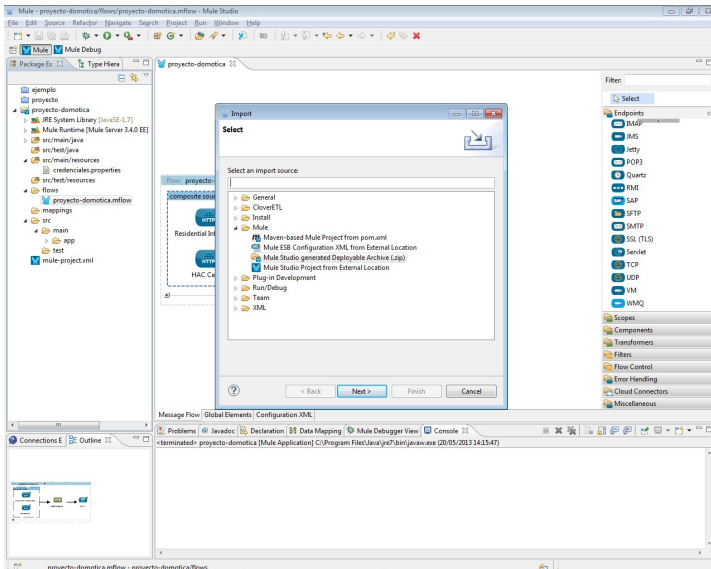 Mule - proyecto-domotica/flows/proyecto-domotica.mflow - Mule Studio
File Edit Source Refactor Navigate Search Project Run Window Help
Mule Mule Debug
Package Ex Type Hiera
ejemplo
proyecto
proyecto-domotica
JRE System Library [JavaSE-1.7]
Mule Runtime [Mule Server 3.4.0 EE]
src/main/java
src/test/java
src/main/resources
credenciales.properties
src/test/resources
flows
proyecto-domotica.mflow
mappings
src
main
app
test
mule-project.xml
proyecto-domotica
flow: proyecto-
composite sour
HTTP
Residential Int
HTTP
HAC Ce
Import
Select
Select an import source:
General
CloverETL
Install
Mule
Maven-based Mule Project from pom.xml
Mule ESB Configuration XML from External Location
Mule Studio generated Deployable Archive (.zip)
Mule Studio Project from External Location
Plug-in Development
Run/Debug
Team
XML
< Back Next > Finish Cancel
Filter:
Select
Endpoints
IMAP
JMS
Jetty
POP3
Quartz
RMI
SAP
SFTP
SMTP
SSL (TLS)
Servlet
TCP
UDP
VM
WMQ
Scopes
Components
Transformers
Filters
Flow Control
Error Handling
Cloud Connectors
Miscellaneous
Message Flow Global Elements Configuration XML
Connections E Outline
Problems Javadoc Declaration Data Mapping Mule Debugger View Console
<terminated> proyecto-domotica [Mule Application] C:\Program Files\Java\jre7\bin\javaw.exe (20/05/2013 14:15:47)
proyecto-domotica.mflow - proyecto-domotica/flows